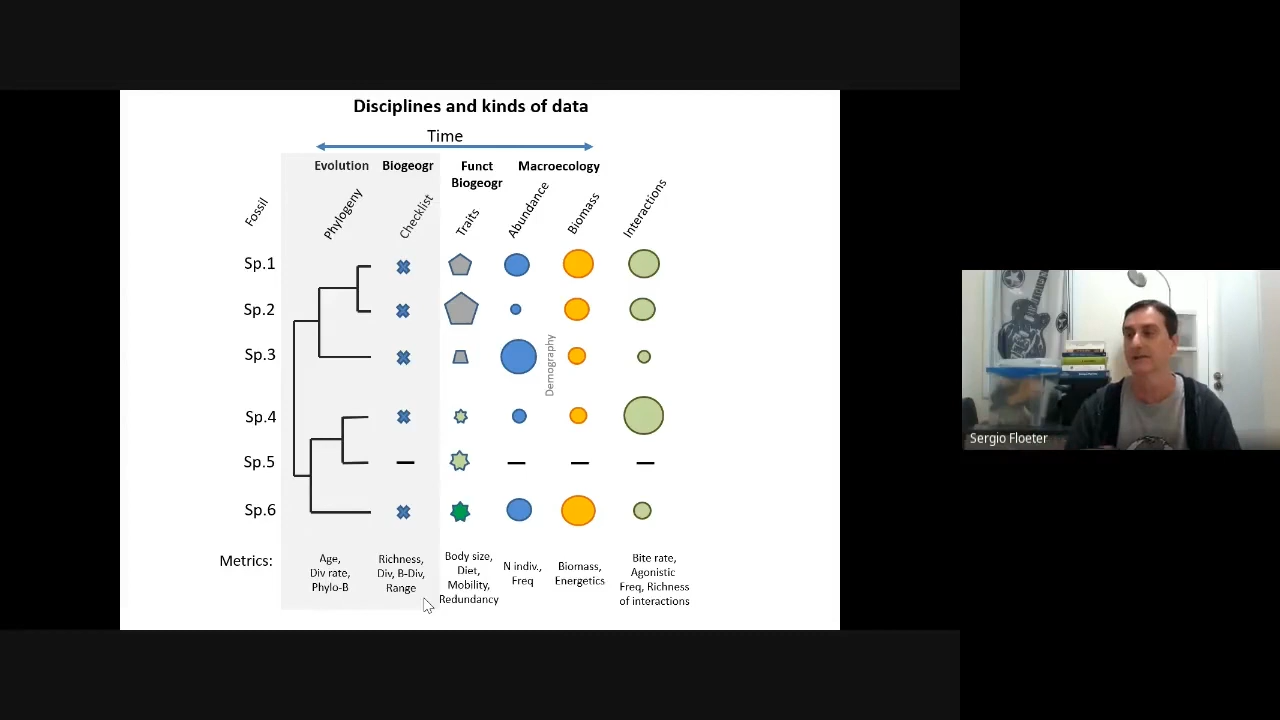 Disciplines and kinds of data
Time
Evolution
Biogeogr
Funct
Biogeogr
Macroecology
Fossil
Phylogeny
Checklist
Traits
Abundance
Biomass
Interactions
Sp.1
Sp.2
Sp.3
Sp.4
Sp.5
Sp.6
Demography
Metrics:
Age,
Div rate,
Phylo-B
Richness,
Div, B-Div,
Range
Body size,
Diet,
Mobility,
Redundancy
N indiv.,
Freq
Biomass,
Energetics
Bite rate,
Agonistic
Freq, Richness
of interactions
Sergio Floeter